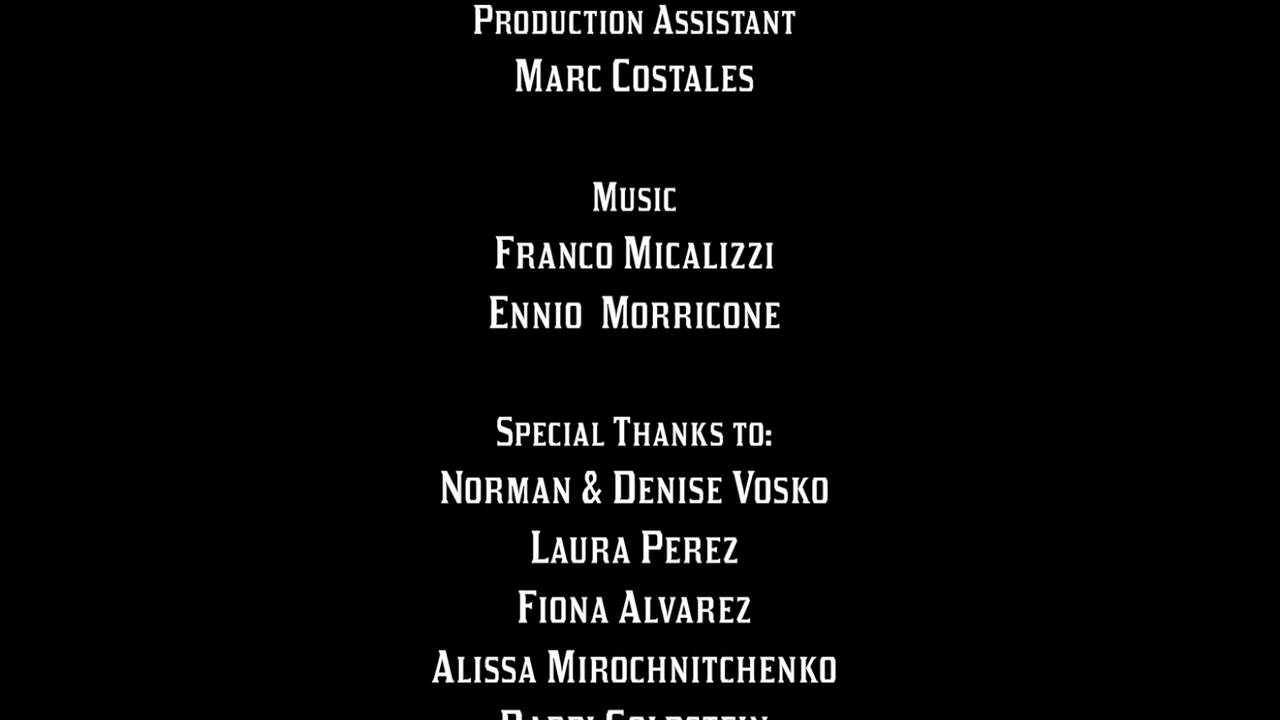 Production Assistant
Marc Costales
Music
Franco Micalizzi
Ennio Morricone
Special Thanks to:
Norman & Denise Vosko
Laura Perez
Fiona Alvarez
Alissa Mirochnitchenko